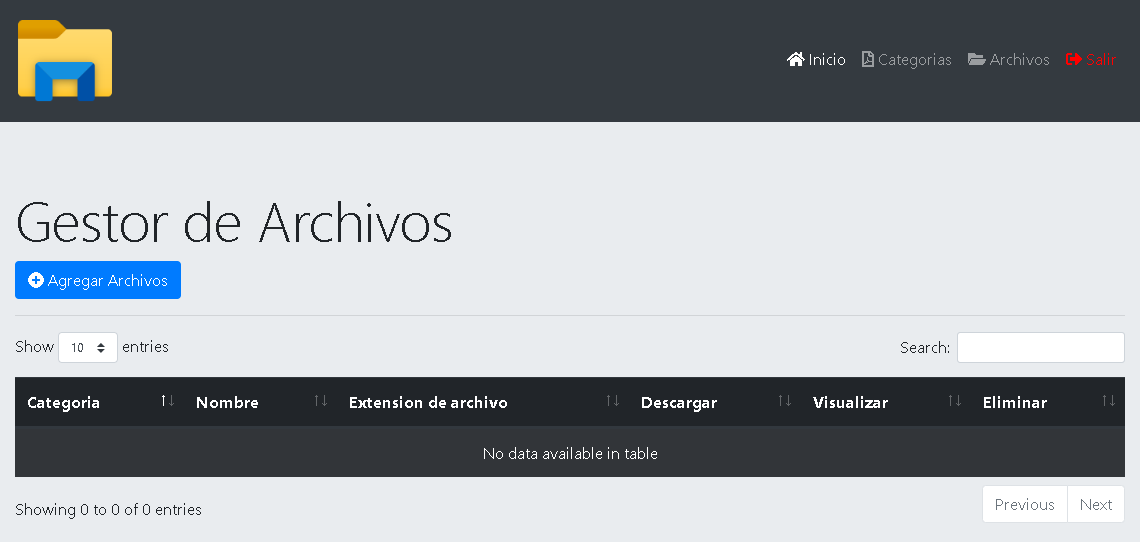 Inicio Categorias Archivos Salir
Gestor de Archivos
Agregar Archivos
Show 10 entries Search:
Categoria Nombre Extension de archivo Descargar Visualizar Eliminar
No data available in table
Showing 0 to 0 of 0 entries Previous Next